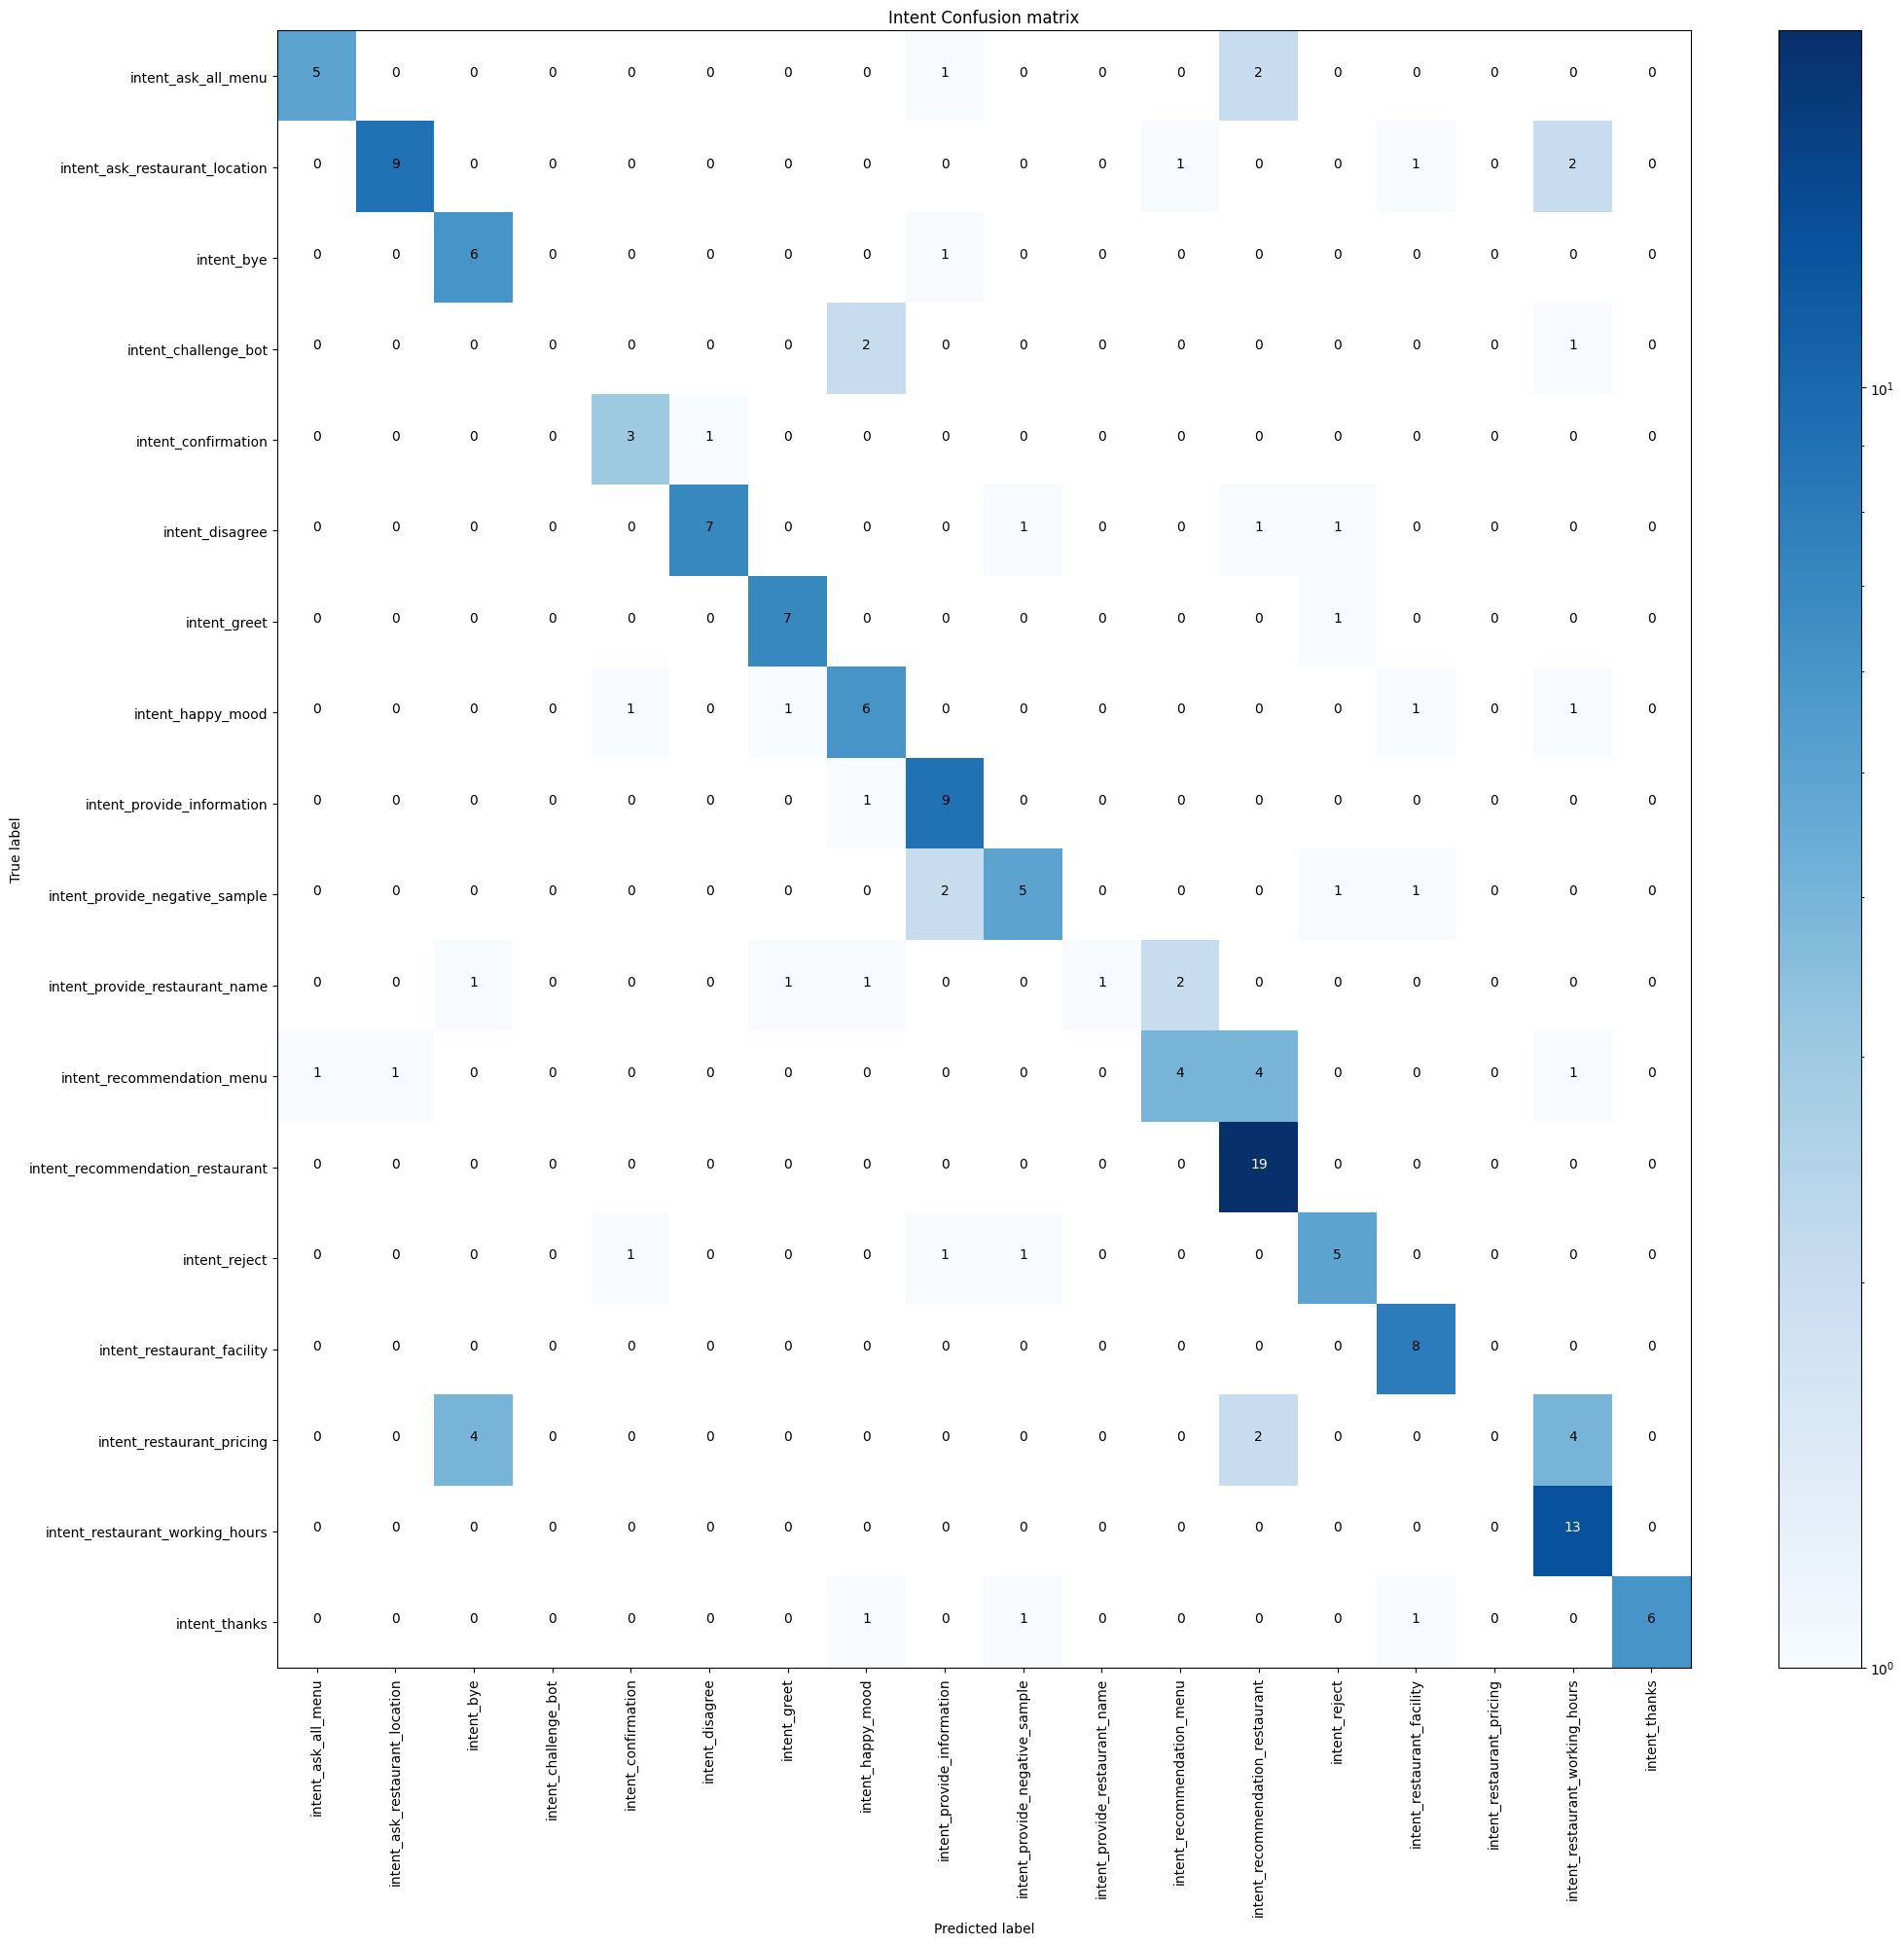 Intent Confusion matrix
intent_ask_all_menu 5 0 0 0 0 0 0 0 1 0 0 0 2 0 0 0 0 0
intent_ask_restaurant_location 0 9 0 0 0 0 0 0 0 0 0 1 0 0 1 0 2 0
intent_bye 0 0 6 0 0 0 0 0 1 0 0 0 0 0 0 0 0 0
intent_challenge_bot 0 0 0 0 0 0 0 2 0 0 0 0 0 0 0 0 1 0
intent_confirmation 0 0 0 0 3 1 0 0 0 0 0 0 0 0 0 0 0 0
intent_disagree 0 0 0 0 0 7 0 0 0 1 0 0 1 1 0 0 0 0
intent_greet 0 0 0 0 0 0 7 0 0 0 0 0 0 1 0 0 0 0
intent_happy_mood 0 0 0 0 1 0 1 6 0 0 0 0 0 0 1 0 1 0
intent_provide_information 0 0 0 0 0 0 0 1 9 0 0 0 0 0 0 0 0 0
intent_provide_negative_sample 0 0 0 0 0 0 0 0 2 5 0 0 0 1 1 0 0 0
intent_provide_restaurant_name 0 0 1 0 0 0 1 1 0 0 1 2 0 0 0 0 0 0
intent_recommendation_menu 1 1 0 0 0 0 0 0 0 0 0 4 4 0 0 0 1 0
intent_recommendation_restaurant 0 0 0 0 0 0 0 0 0 0 0 0 19 0 0 0 0 0
intent_reject 0 0 0 0 1 0 0 0 1 1 0 0 0 5 0 0 0 0
intent_restaurant_facility 0 0 0 0 0 0 0 0 0 0 0 0 0 0 8 0 0 0
intent_restaurant_pricing 0 0 4 0 0 0 0 0 0 0 0 0 2 0 0 0 4 0
intent_restaurant_working_hours 0 0 0 0 0 0 0 0 0 0 0 0 0 0 0 0 13 0
intent_thanks 0 0 0 0 0 0 0 1 0 1 0 0 0 0 1 0 0 6
True label
intent_ask_all_menu
intent_ask_restaurant_location
intent_bye
intent_challenge_bot
intent_confirmation
intent_disagree
intent_greet
intent_happy_mood
intent_provide_information
intent_provide_negative_sample
intent_provide_restaurant_name
intent_recommendation_menu
intent_recommendation_restaurant
intent_reject
intent_restaurant_facility
intent_restaurant_pricing
intent_restaurant_working_hours
intent_thanks
Predicted label
10¹
10⁰